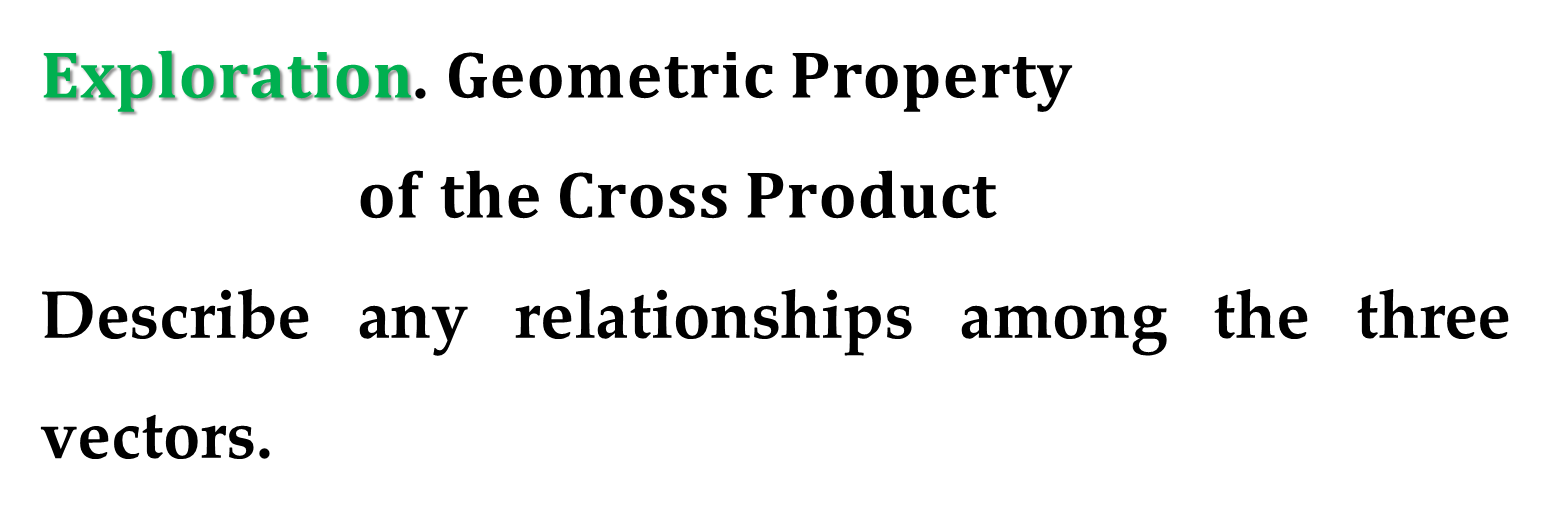 Exploration. Geometric Property
of the Cross Product
Describe any relationships among the three
vectors.